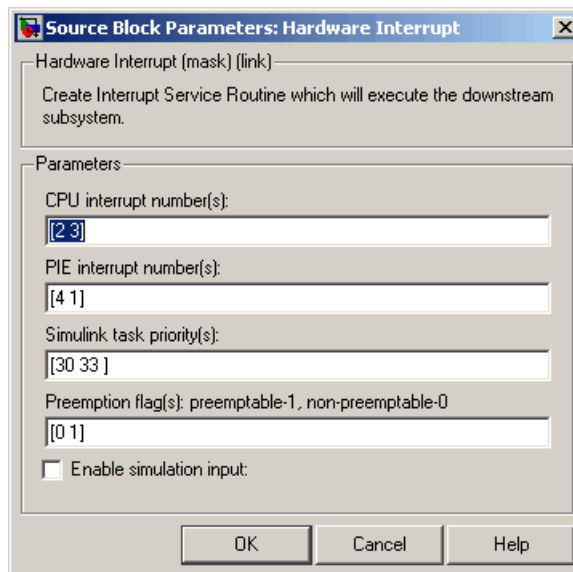 Source Block Parameters: Hardware Interrupt
Hardware Interrupt (mask) (link)
Create Interrupt Service Routine which will execute the downstream
subsystem.
Parameters
CPU interrupt number(s):
[2 3]
PIE interrupt number(s):
[4 1]
Simulink task priority(s):
[30 33 ]
Preemption flag(s): preemptable-1, non-preemptable-0
[0 1]
Enable simulation input:
OK Cancel Help